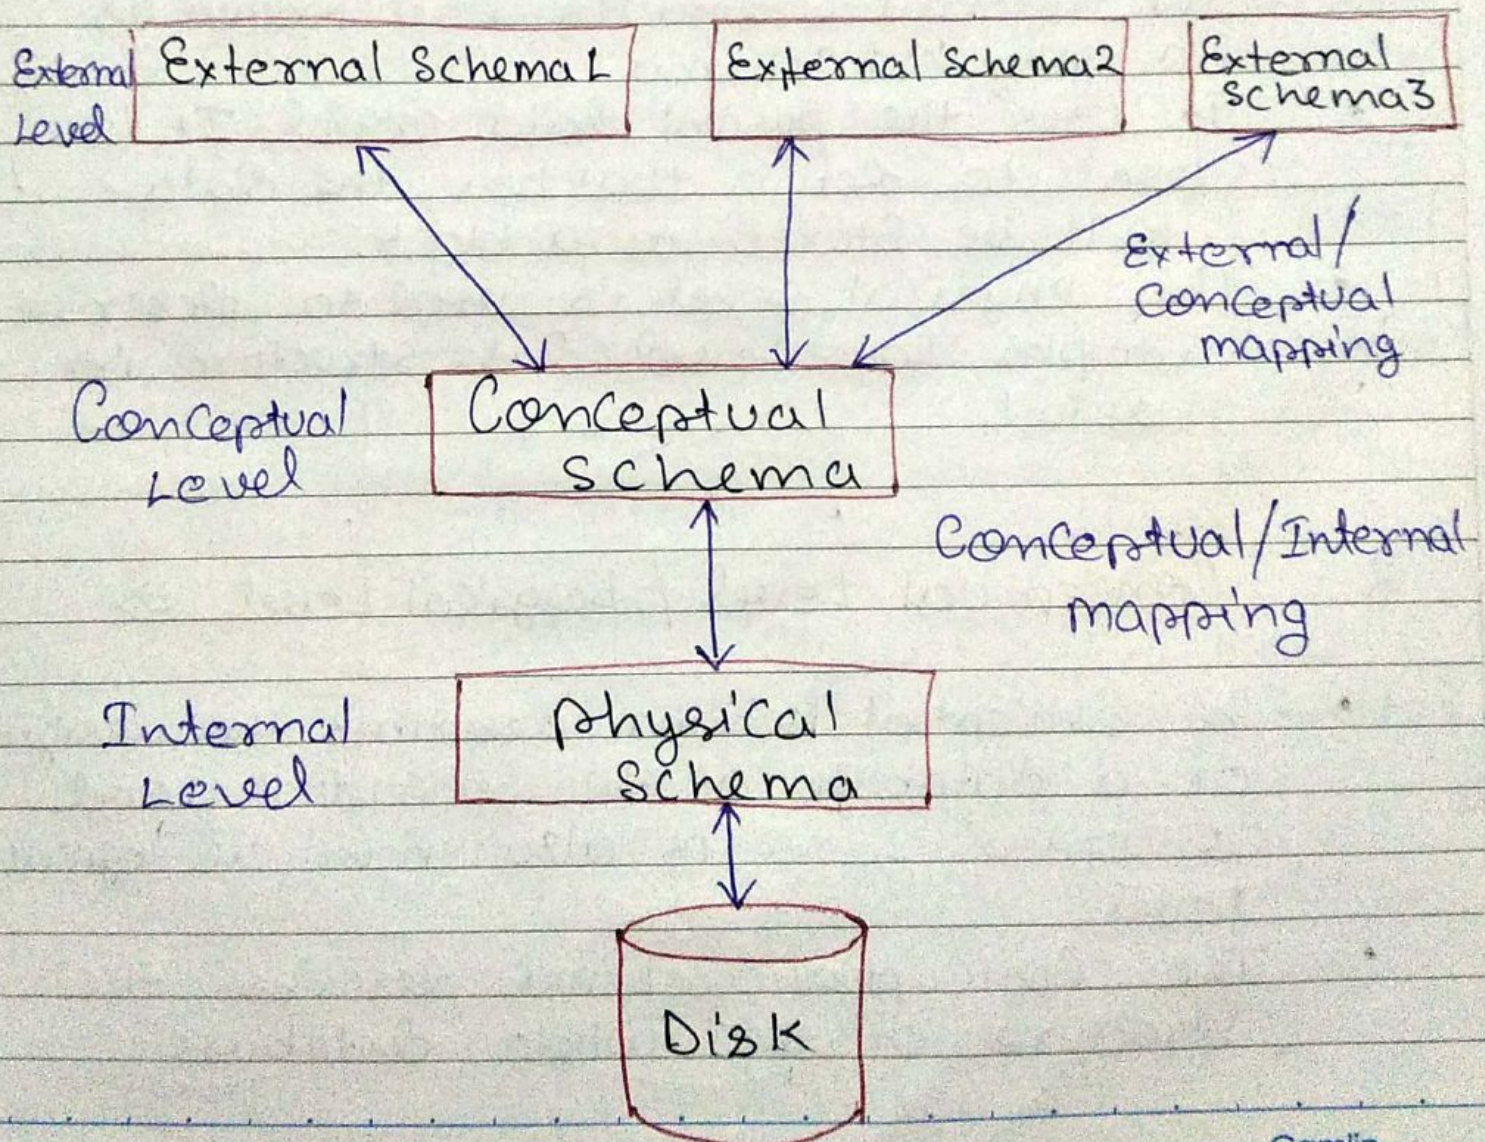 External
Level
External Schema1
External Schema2
External
Schema3
External/
Conceptual
mapping
Conceptual
Level
Conceptual
Schema
Conceptual/Internal
mapping
Internal
Level
physical
Schema
Disk